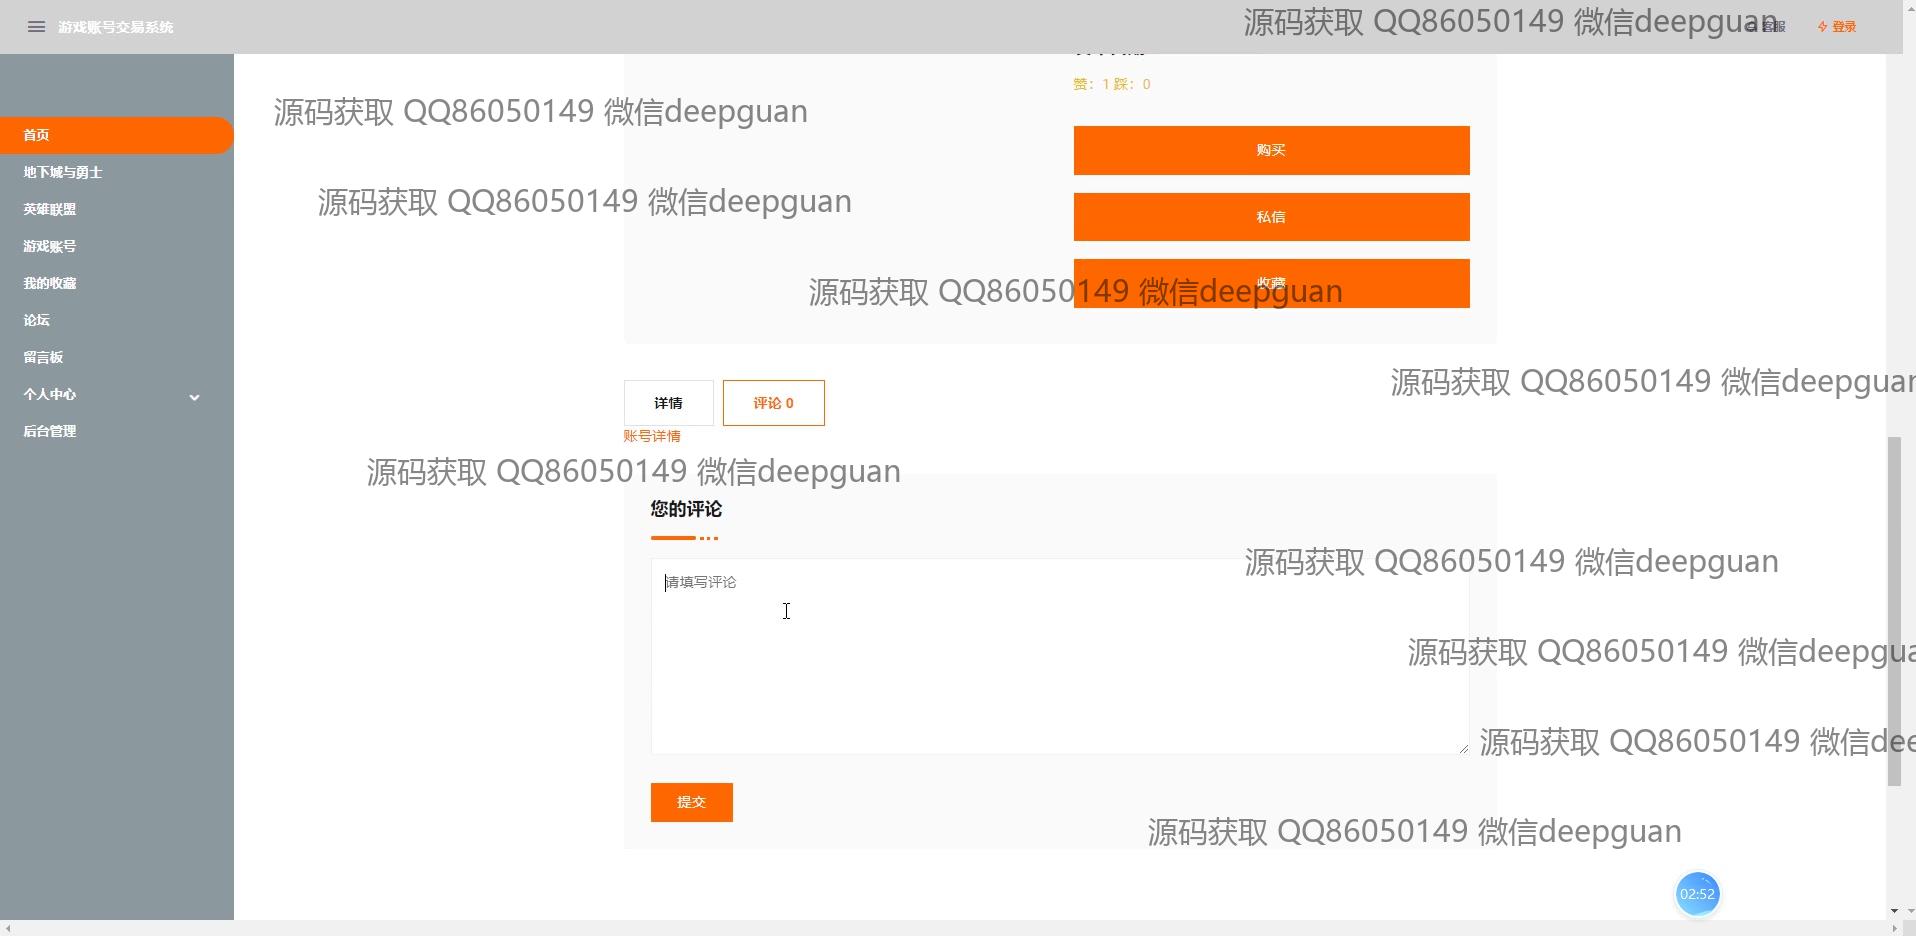 游戏账号交易系统
源码获取 QQ86050149 微信deepguan
客服
登录
赞：1 踩：0
源码获取 QQ86050149 微信deepguan
首页
购买
地下城与勇士
源码获取 QQ86050149 微信deepguan
英雄联盟
私信
游戏账号
我的收藏
收藏
源码获取 QQ86050149 微信deepguan
论坛
留言板
源码获取 QQ86050149 微信deepguan
个人中心
详情
评论 0
后台管理
账号详情
源码获取 QQ86050149 微信deepguan
您的评论
源码获取 QQ86050149 微信deepguan
请填写评论
源码获取 QQ86050149 微信deepgua
源码获取 QQ86050149 微信dee
提交
源码获取 QQ86050149 微信deepguan
02:52